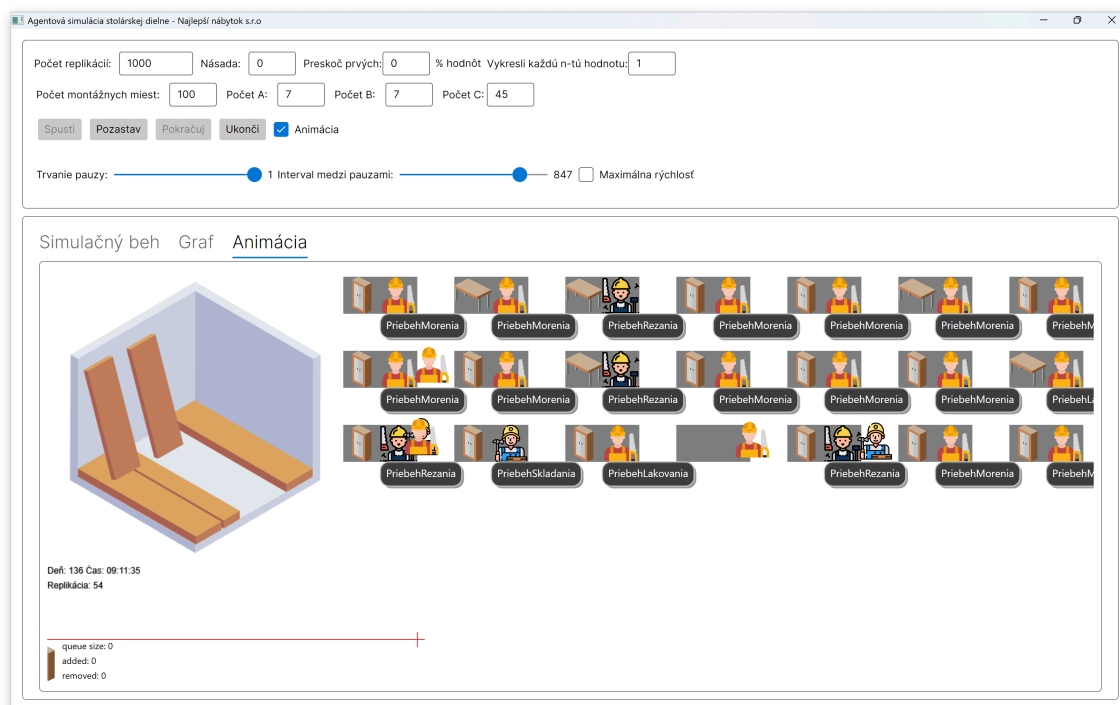 Agentová simulácia stolárskej dielne - Najlepší nábytok s.r.o
Počet replikácií: 1000 Násada: 0 Preskoč prvých: 0 % hodnôt Vykresli každú n-tú hodnotu: 1
Počet montážnych miest: 100 Počet A: 7 Počet B: 7 Počet C: 45
Spusti Pozastav Pokračuj Ukonči Animácia
Trvanie pauzy: 1 Interval medzi pauzami: 847 Maximálna rýchlosť
Simulačný beh Graf Animácia
PriebehMorenia PriebehMorenia PriebehRezania PriebehMorenia PriebehMorenia PriebehMorenia PriebehM
PriebehMorenia PriebehMorenia PriebehRezania PriebehMorenia PriebehMorenia PriebehMorenia PriebehLa
PriebehRezania PriebehSkladania PriebehLakovania PriebehRezania PriebehMorenia PriebehM
Deň: 136 Čas: 09:11:35
Replikácia: 54
queue size: 0
added: 0
removed: 0